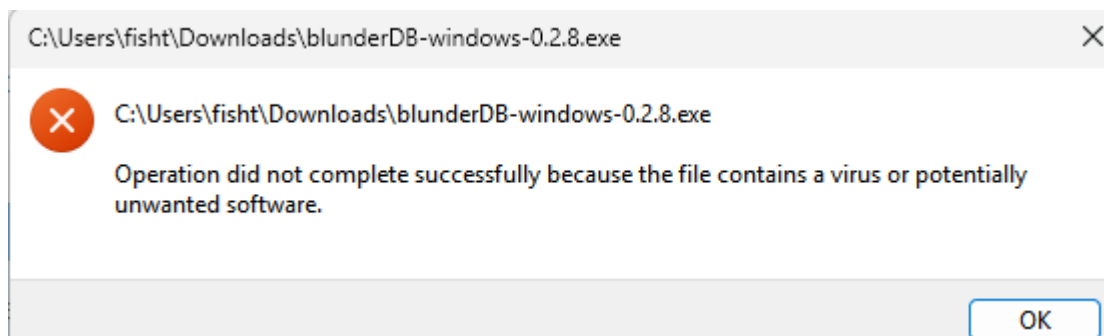 C:\Users\fisht\Downloads\blunderDB-windows-0.2.8.exe
C:\Users\fisht\Downloads\blunderDB-windows-0.2.8.exe
Operation did not complete successfully because the file contains a virus or potentially
unwanted software.
OK